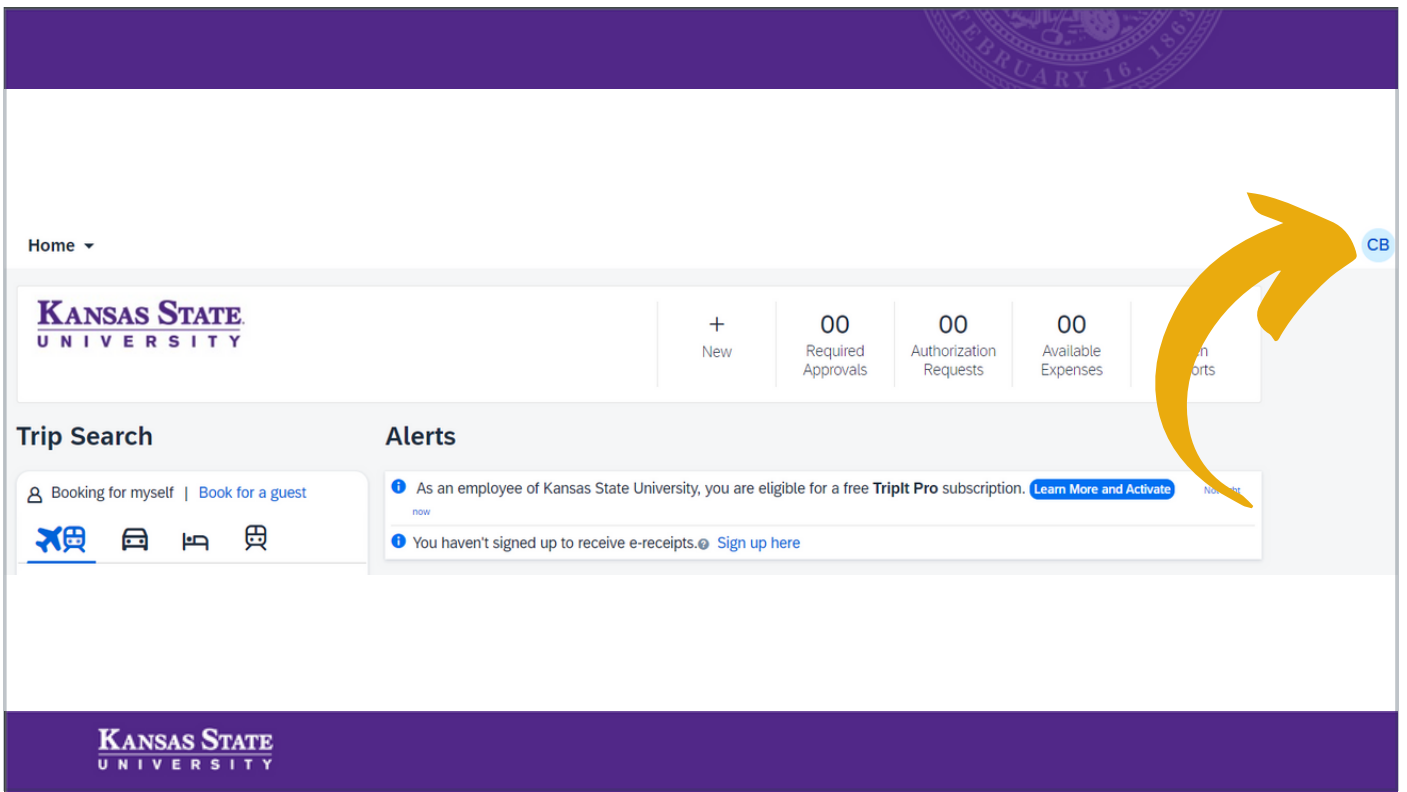 FEBRUARY 16, 1863
Home
CB
KANSAS STATE
UNIVERSITY
+
New
00
Required
Approvals
00
Authorization
Requests
00
Available
Expenses
Trip Search
Alerts
Booking for myself | Book for a guest
As an employee of Kansas State University, you are eligible for a free TripIt Pro subscription. Learn More and Activate
now
You haven't signed up to receive e-receipts. Sign up here
KANSAS STATE
UNIVERSITY